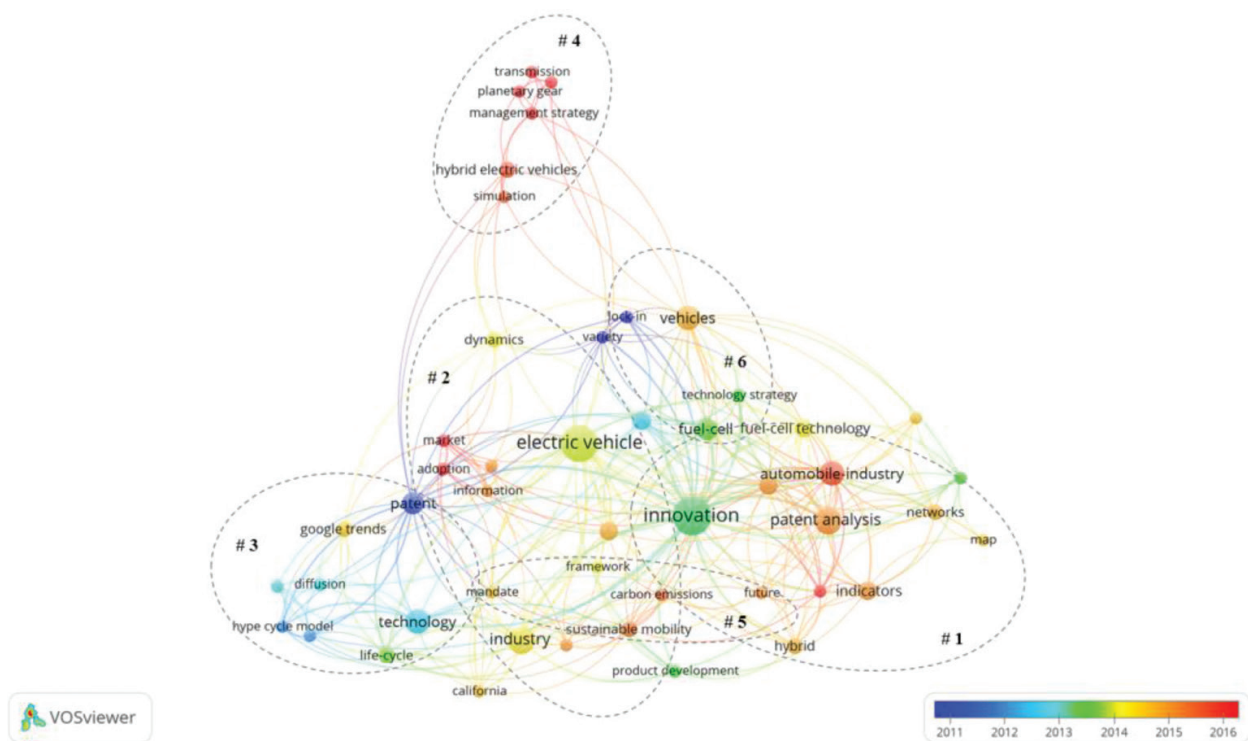 # 4
transmission
planetary gear
management strategy
hybrid electric vehicles
simulation
lock-in
vehicles
variety
dynamics
# 6
# 2
technology strategy
fuel-cell
fuel-cell technology
electric vehicle
market
adoption
automobile-industry
information
patent
innovation
patent analysis
networks
google trends
map
# 3
framework
diffusion
mandate
carbon emissions
future
indicators
hype cycle model
technology
sustainable mobility
# 5
industry
# 1
hybrid
life-cycle
product development
california
VOSviewer
2011 2012 2013 2014 2015 2016